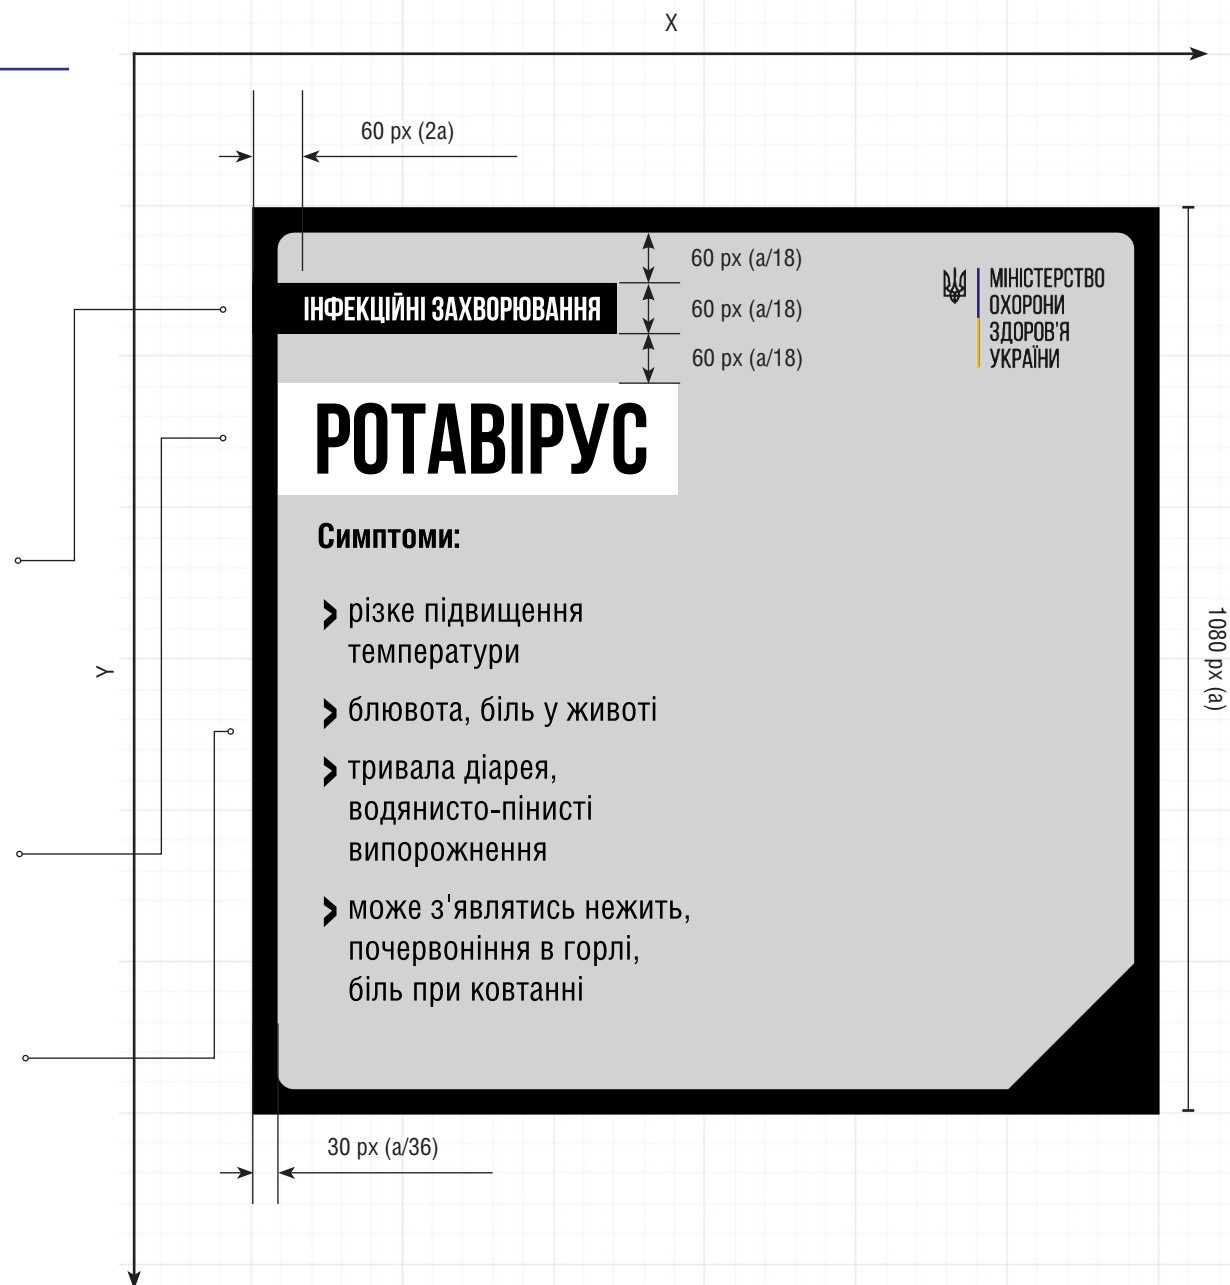 X
60 px (2a)
60 px (a/18)
ІНФЕКЦІЙНІ ЗАХВОРЮВАННЯ
60 px (a/18)
60 px (a/18)
МІНІСТЕРСТВО
ОХОРОНИ
ЗДОРОВ'Я
УКРАЇНИ
РОТАВІРУС
Симптоми:
різке підвищення
температури
блювота, біль у животі
тривала діарея,
водянисто-пінисті
випорожнення
може з'являтись нежить,
почервоніння в горлі,
біль при ковтанні
Y
1080 px (a)
30 px (a/36)